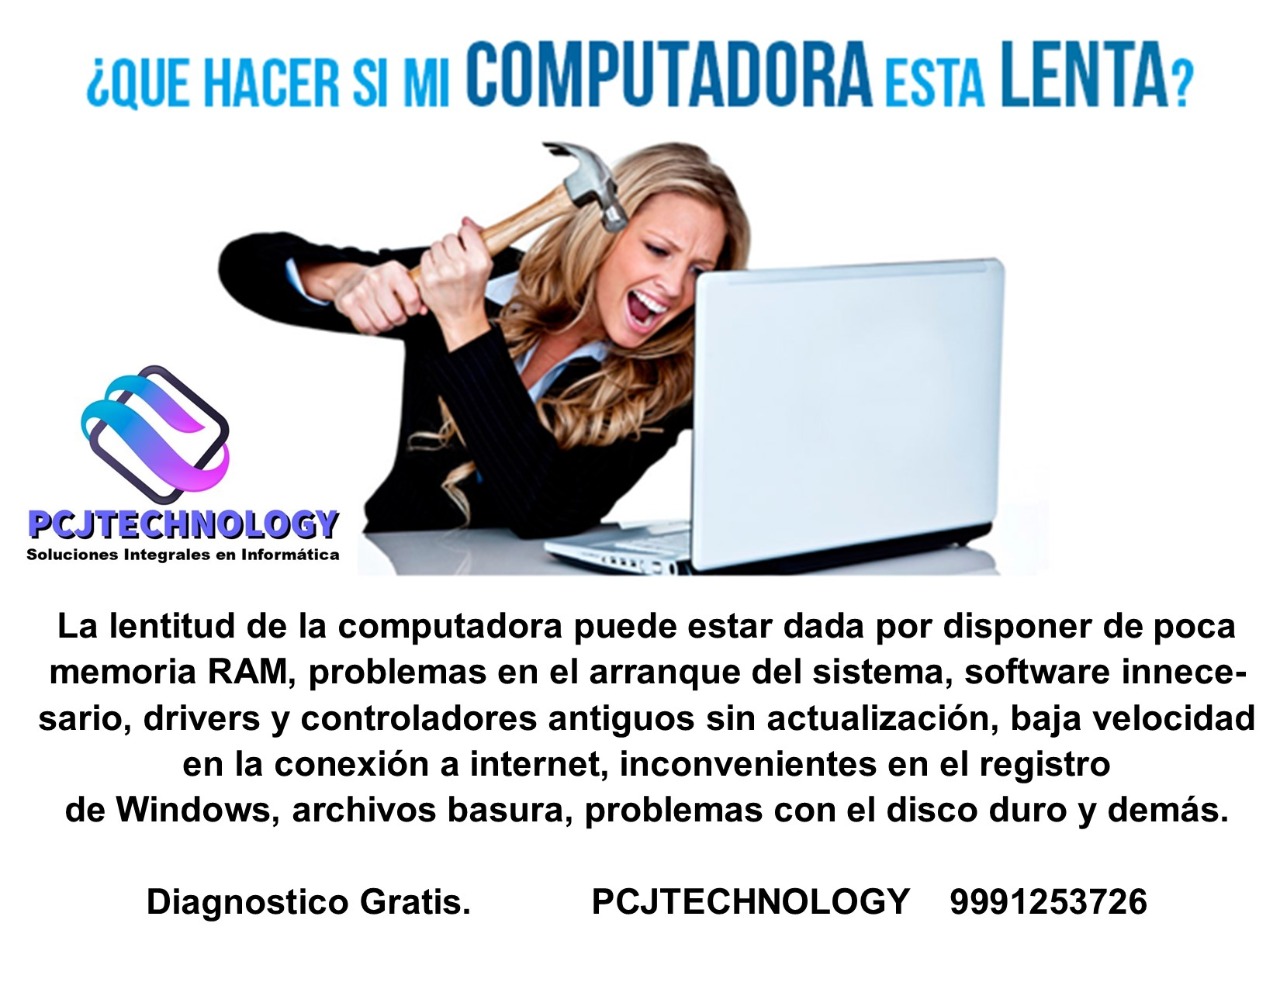 ¿QUE HACER SI MI COMPUTADORA ESTA LENTA?
PCJTECHNOLOGY
Soluciones Integrales en Informática
La lentitud de la computadora puede estar dada por disponer de poca
memoria RAM, problemas en el arranque del sistema, software innece-
sario, drivers y controladores antiguos sin actualización, baja velocidad
en la conexión a internet, inconvenientes en el registro
de Windows, archivos basura, problemas con el disco duro y demás.
Diagnostico Gratis. PCJTECHNOLOGY 9991253726